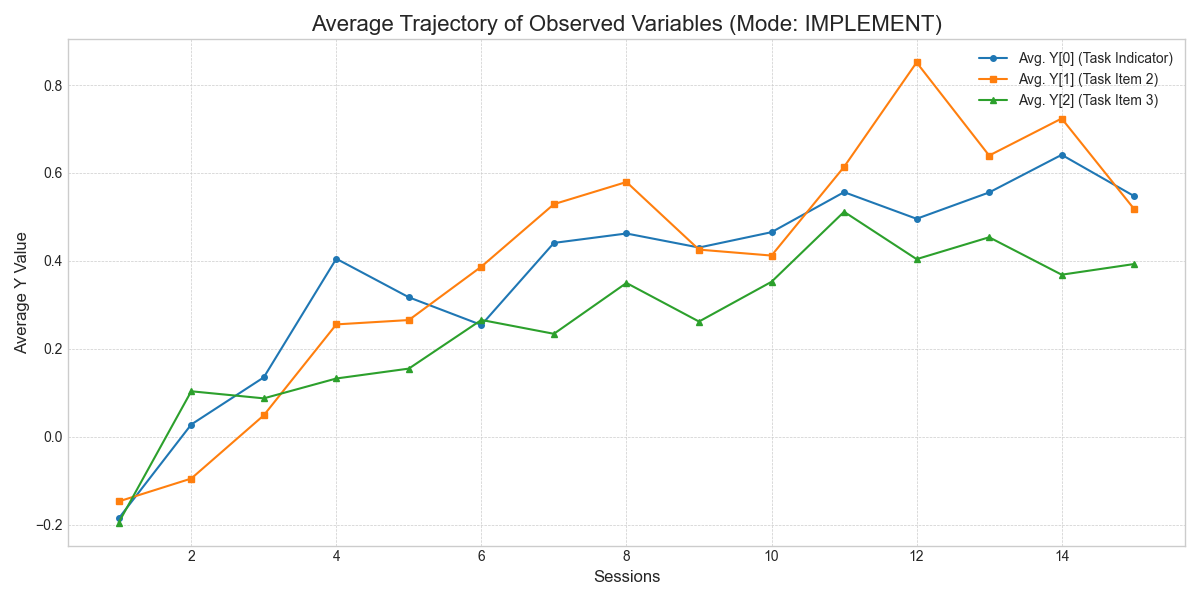 Average Trajectory of Observed Variables (Mode: IMPLEMENT)
Avg. Y[0] (Task Indicator)
Avg. Y[1] (Task Item 2)
Avg. Y[2] (Task Item 3)
Average Y Value
0.8
0.6
0.4
0.2
0.0
−0.2
2 4 6 8 10 12 14
Sessions